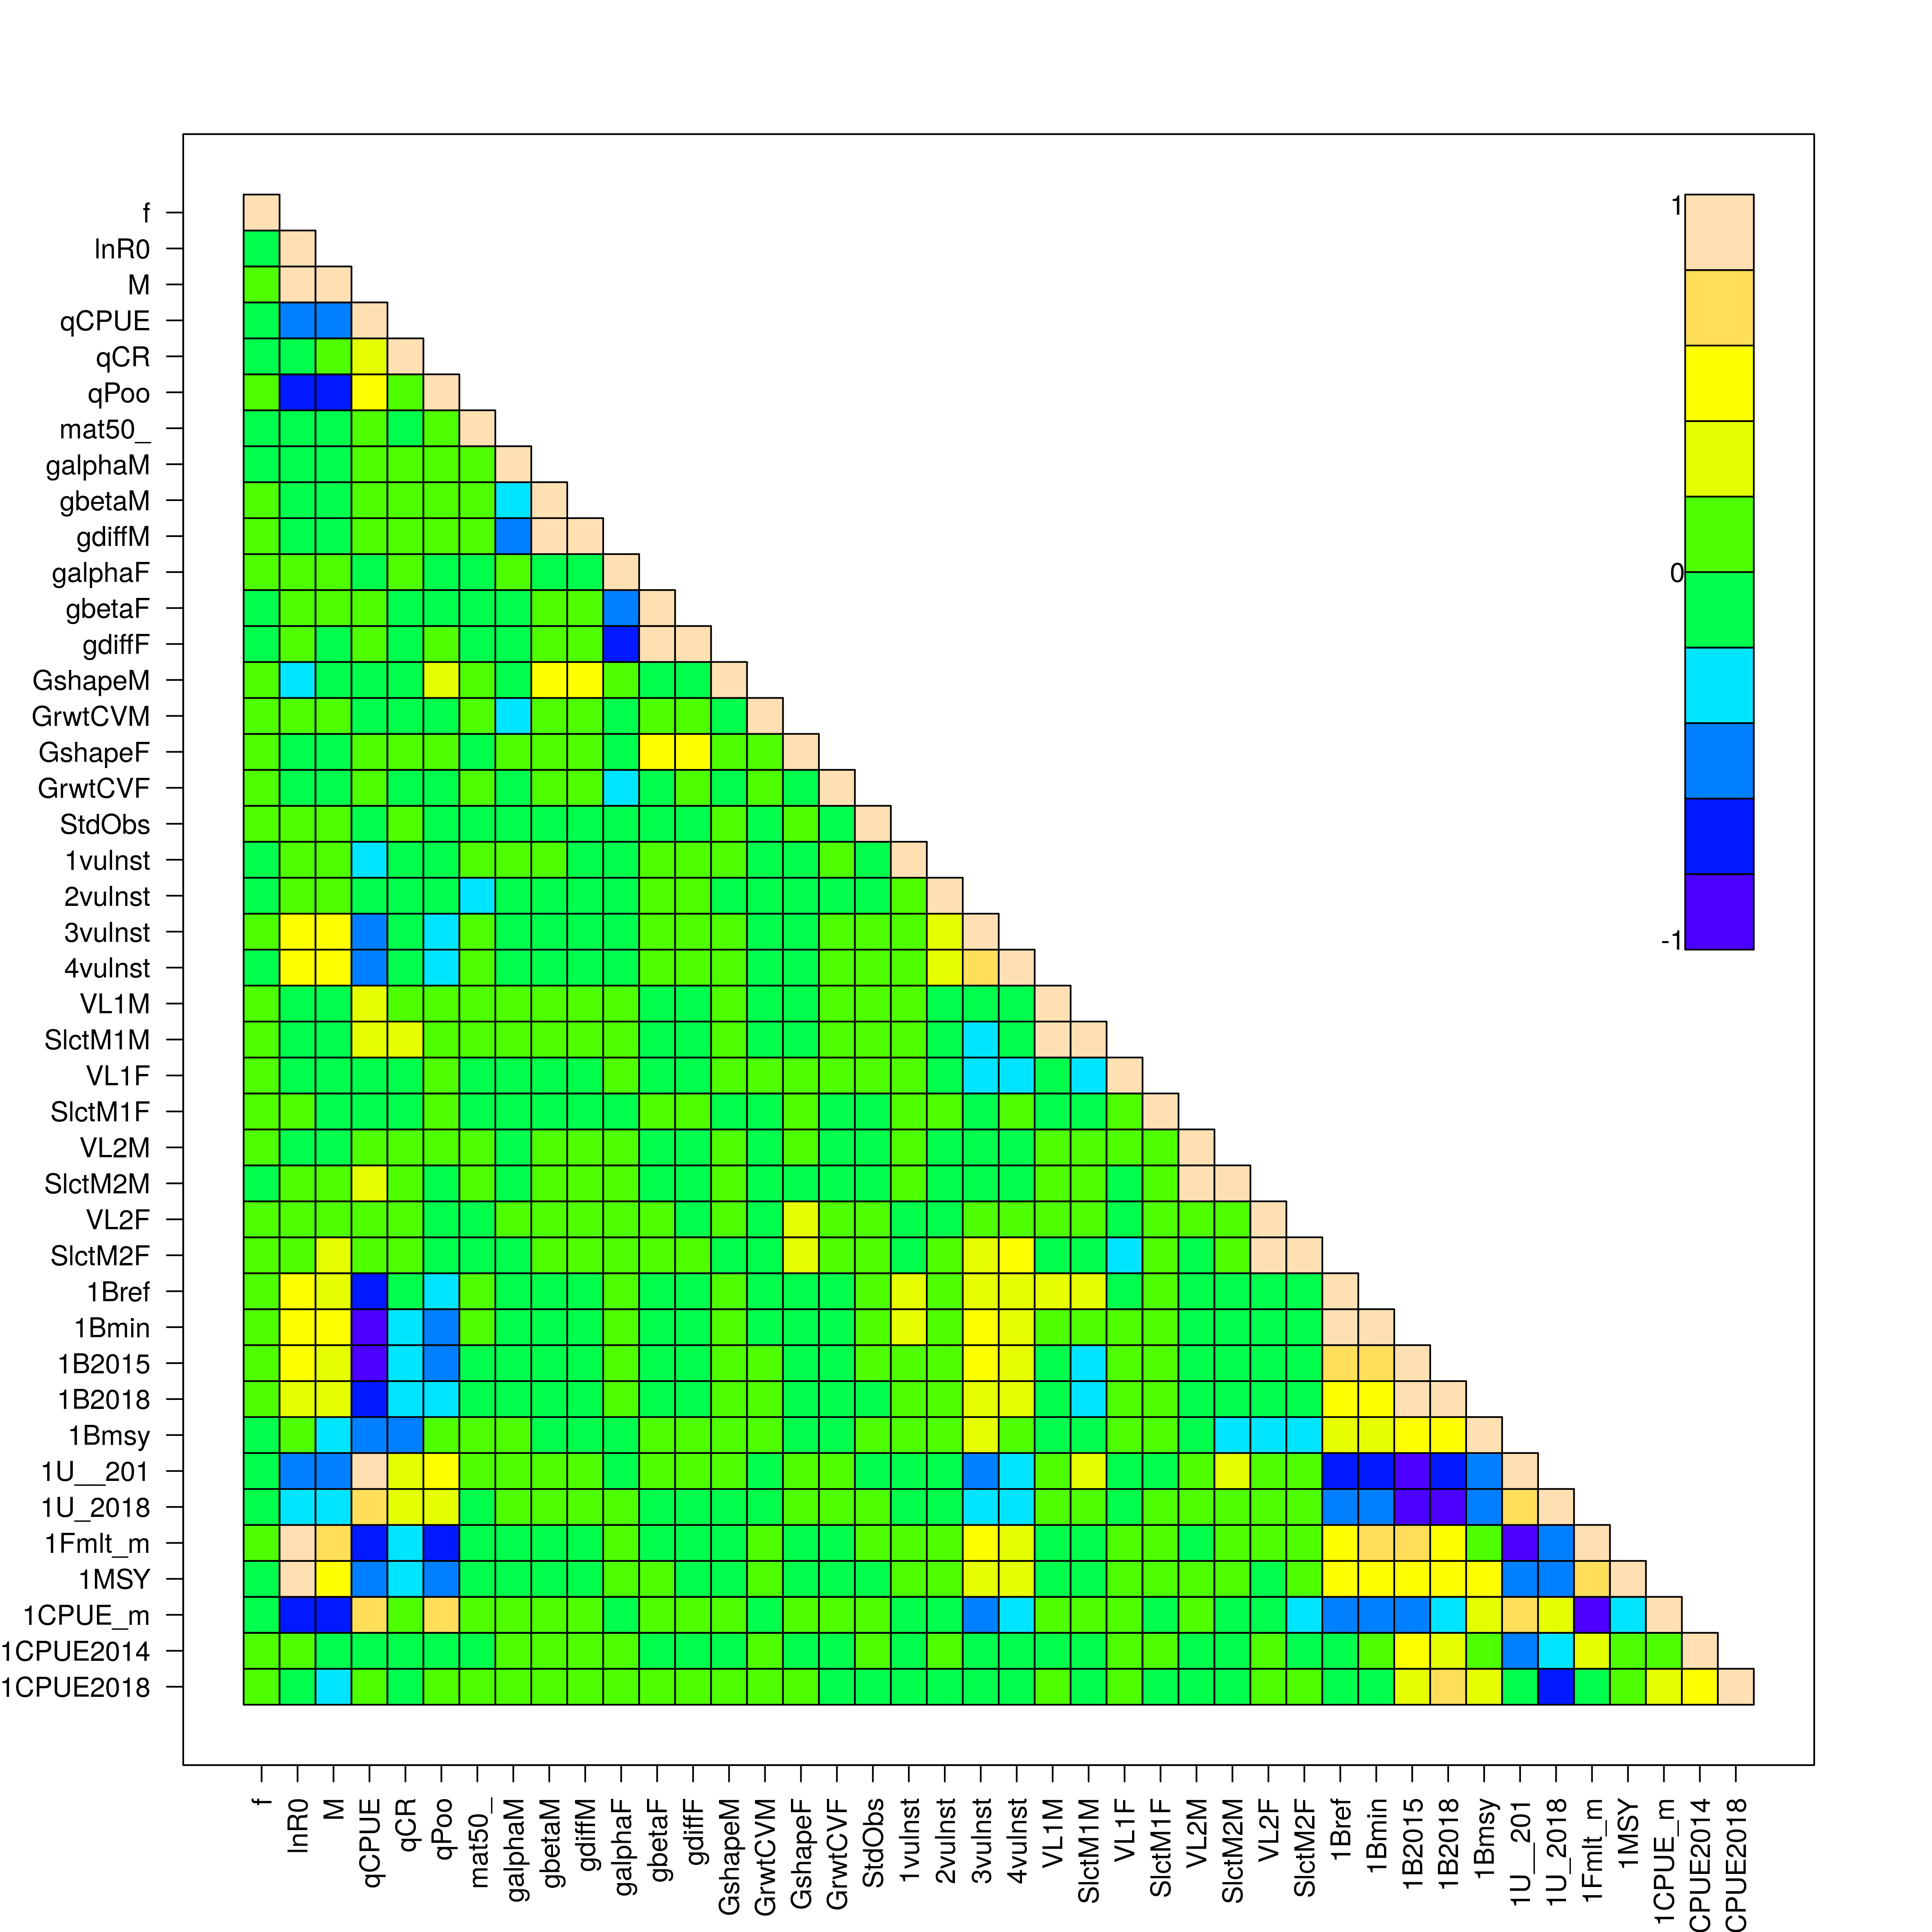 f
lnR0
M
qCPUE
qCR
qPoo
mat50_
galphaM
gbetaM
gdiffM
galphaF
gbetaF
gdiffF
GshapeM
GrwtCVM
GshapeF
GrwtCVF
StdObs
1vulnst
2vulnst
3vulnst
4vulnst
VL1M
SlctM1M
VL1F
SlctM1F
VL2M
SlctM2M
VL2F
SlctM2F
1Bref
1Bmin
1B2015
1B2018
1Bmsy
1U__201
1U_2018
1Fmlt_m
1MSY
1CPUE_m
1CPUE2014
1CPUE2018
1
0
-1
f
lnR0
M
qCPUE
qCR
qPoo
mat50_
galphaM
gbetaM
gdiffM
galphaF
gbetaF
gdiffF
GshapeM
GrwtCVM
GshapeF
GrwtCVF
StdObs
1vulnst
2vulnst
3vulnst
4vulnst
VL1M
SlctM1M
VL1F
SlctM1F
VL2M
SlctM2M
VL2F
SlctM2F
1Bref
1Bmin
1B2015
1B2018
1Bmsy
1U__201
1U_2018
1Fmlt_m
1MSY
1CPUE_m
CPUE2014
CPUE2018